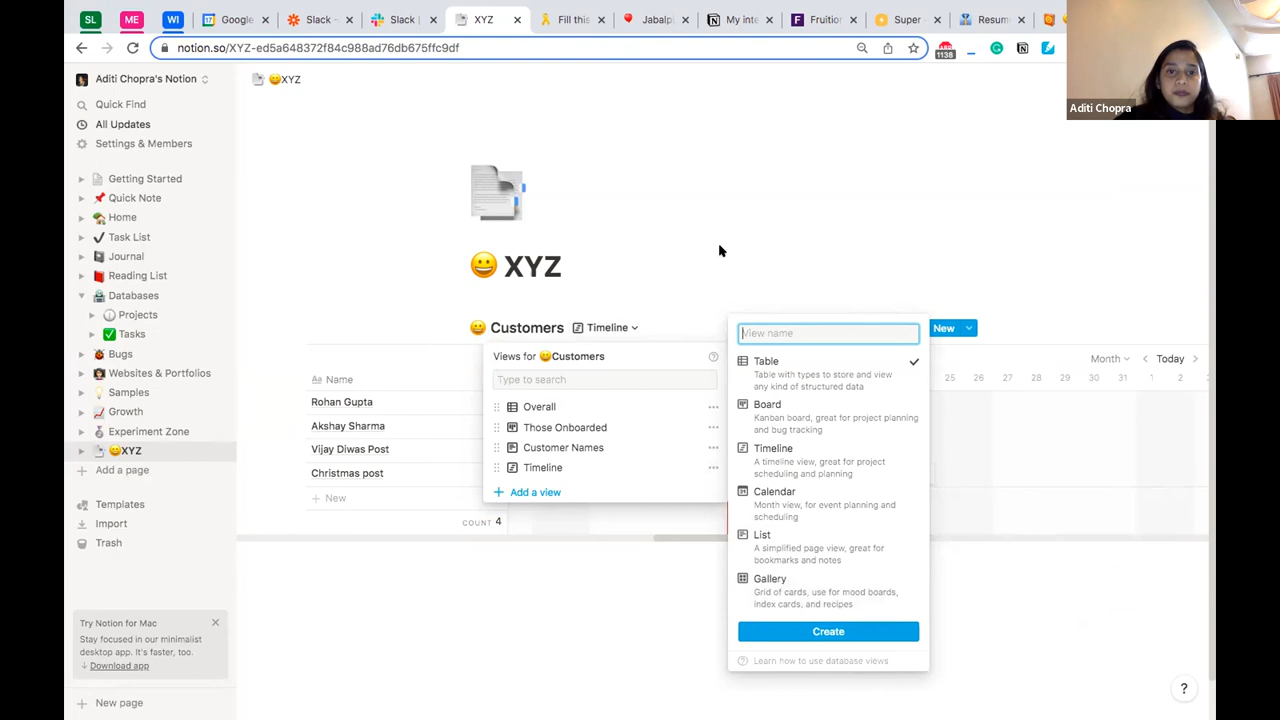 SL
ME
WI
Google
Slack -
Slack |
XYZ
Fill this
Jabalp
My inte
Fruition
Super -
Resum
notion.so/XYZ-ed5a648372f84c988ad76db675ffc9df
1138
Aditi Chopra
Aditi Chopra's Notion
Quick Find
All Updates
Settings & Members
Getting Started
Quick Note
Home
Task List
Journal
Reading List
Databases
Projects
Tasks
Bugs
Websites & Portfolios
Samples
Growth
Experiment Zone
XYZ
Add a page
Templates
Import
Trash
Try Notion for Mac
Stay focused in our minimalist
desktop app. It's faster, too.
Download app
New page
XYZ
XYZ
Customers
Timeline
New
Month
Today
25 26 27 28 29 30 31 1 2
Aa Name
Rohan Gupta
Akshay Sharma
Vijay Diwas Post
Christmas post
New
COUNT 4
Views for Customers
Type to search
Overall
Those Onboarded
Customer Names
Timeline
Add a view
View name
Table
Table with types to store and view
any kind of structured data
Board
Kanban board, great for project planning
and bug tracking
Timeline
A timeline view, great for project
scheduling and planning
Calendar
Month view, for event planning and
scheduling
List
A simplified page view, great for
bookmarks and notes
Gallery
Grid of cards, use for mood boards,
index cards, and recipes
Create
Learn how to use database views
?